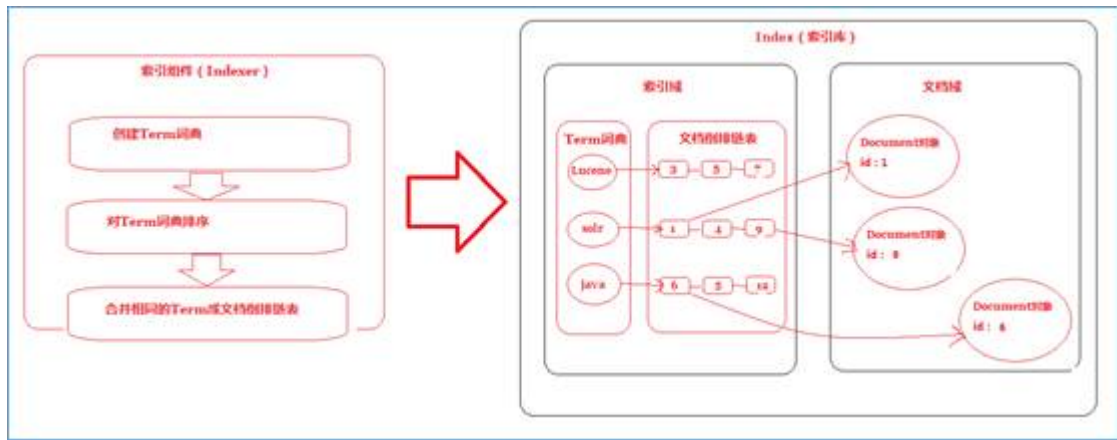 索引组件（Indexer）
创建Term词典
对Term词典排序
合并相同的Term成文档倒排链表
Index（索引库）
索引域
文档域
Term词典
文档倒排链表
Lucene
3
5
7
solr
1
4
9
java
6
5
12
Document对象
id：1
Document对象
id： 9
Document对象
id： 6